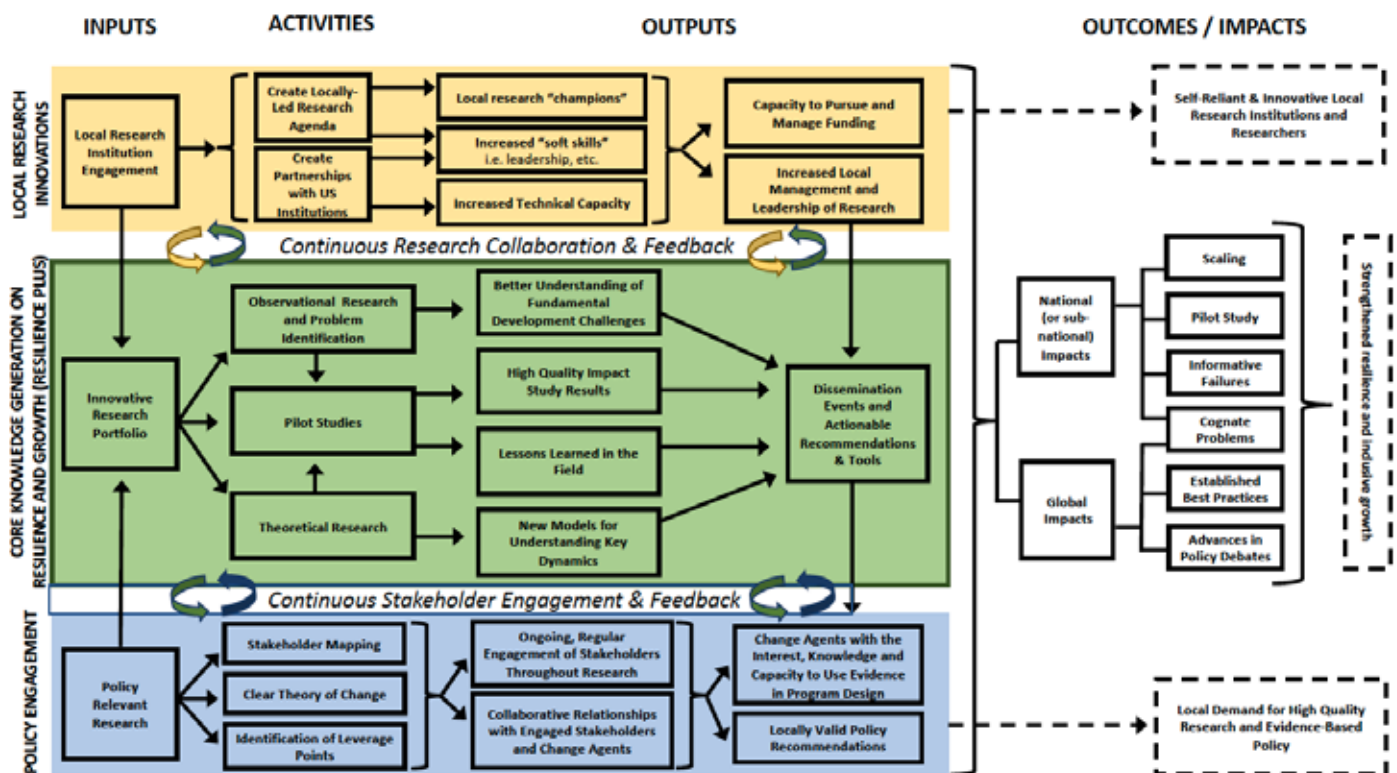 INPUTS
ACTIVITIES
OUTPUTS
OUTCOMES / IMPACTS
LOCAL RESEARCH
INNOVATIONS
Local Research
Institution
Engagement
Create Locally-
Led Research
Agenda
Create
Partnerships
with US
Institutions
Local research "champions"
Increased "soft skills"
i.e. leadership, etc.
Increased Technical Capacity
Capacity to Pursue and
Manage Funding
Increased Local
Management and
Leadership of Research
Self-Reliant & Innovative Local
Research Institutions and
Researchers
Continuous Research Collaboration & Feedback
CORE KNOWLEDGE GENERATION ON
RESILIENCE AND GROWTH (RESILIENCE PLUS)
Innovative
Research
Portfolio
Observational Research
and Problem
Identification
Pilot Studies
Theoretical Research
Better Understanding of
Fundamental
Development Challenges
High Quality Impact
Study Results
Lessons Learned in the
Field
New Models for
Understanding Key
Dynamics
Dissemination
Events and
Actionable
Recommendations
& Tools
National
(or sub-
national)
Impacts
Global
Impacts
Scaling
Pilot Study
Informative
Failures
Cognate
Problems
Established
Best Practices
Advances in
Policy Debates
Strengthened resilience and inclusive growth
Continuous Stakeholder Engagement & Feedback
POLICY ENGAGEMENT
Policy
Relevant
Research
Stakeholder Mapping
Clear Theory of Change
Identification of Leverage
Points
Ongoing, Regular
Engagement of Stakeholders
Throughout Research
Collaborative Relationships
with Engaged Stakeholders
and Change Agents
Change Agents with the
Interest, Knowledge and
Capacity to Use Evidence
in Program Design
Locally Valid Policy
Recommendations
Local Demand for High Quality
Research and Evidence-Based
Policy